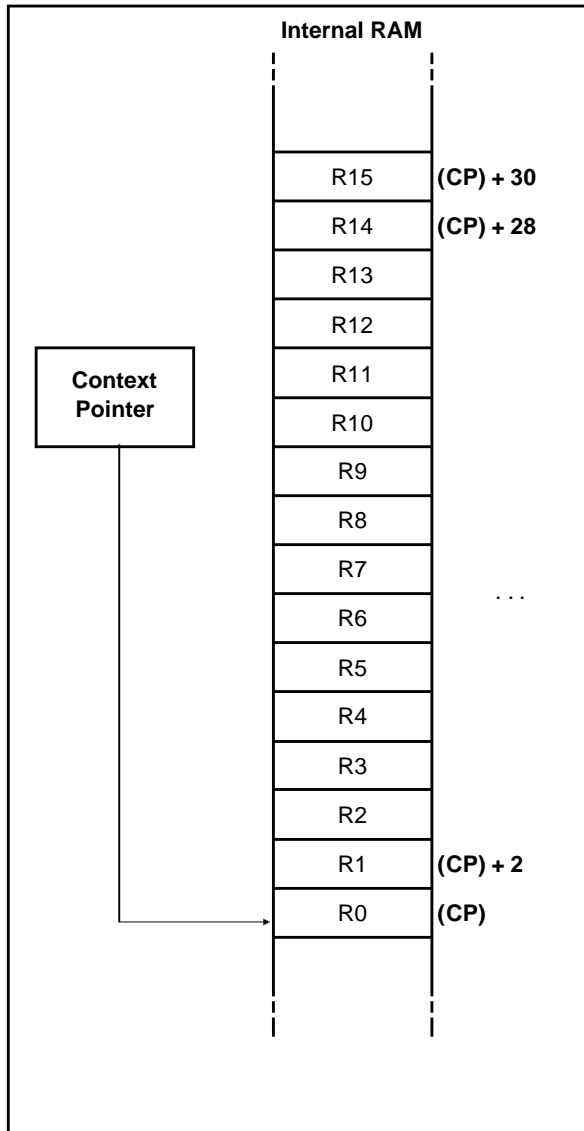 Internal RAM
R15 (CP) + 30
R14 (CP) + 28
R13
R12
Context
Pointer
R11
R10
R9
R8
R7
. . .
R6
R5
R4
R3
R2
R1 (CP) + 2
R0 (CP)